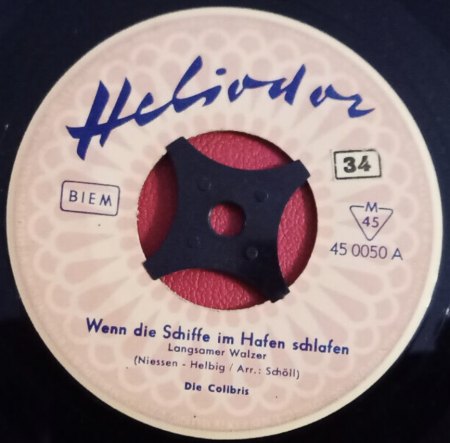 Heliodor
34
BIEM
M
45
45 0050 A
Wenn die Schiffe im Hafen schlafen
Langsamer Walzer
(Niessen - Helbig / Arr.: Schöll)
Die Colibris